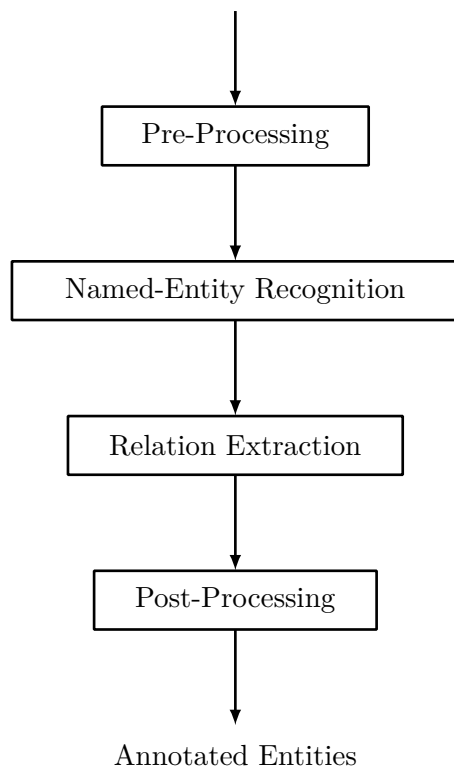 Pre-Processing
Named-Entity Recognition
Relation Extraction
Post-Processing
Annotated Entities